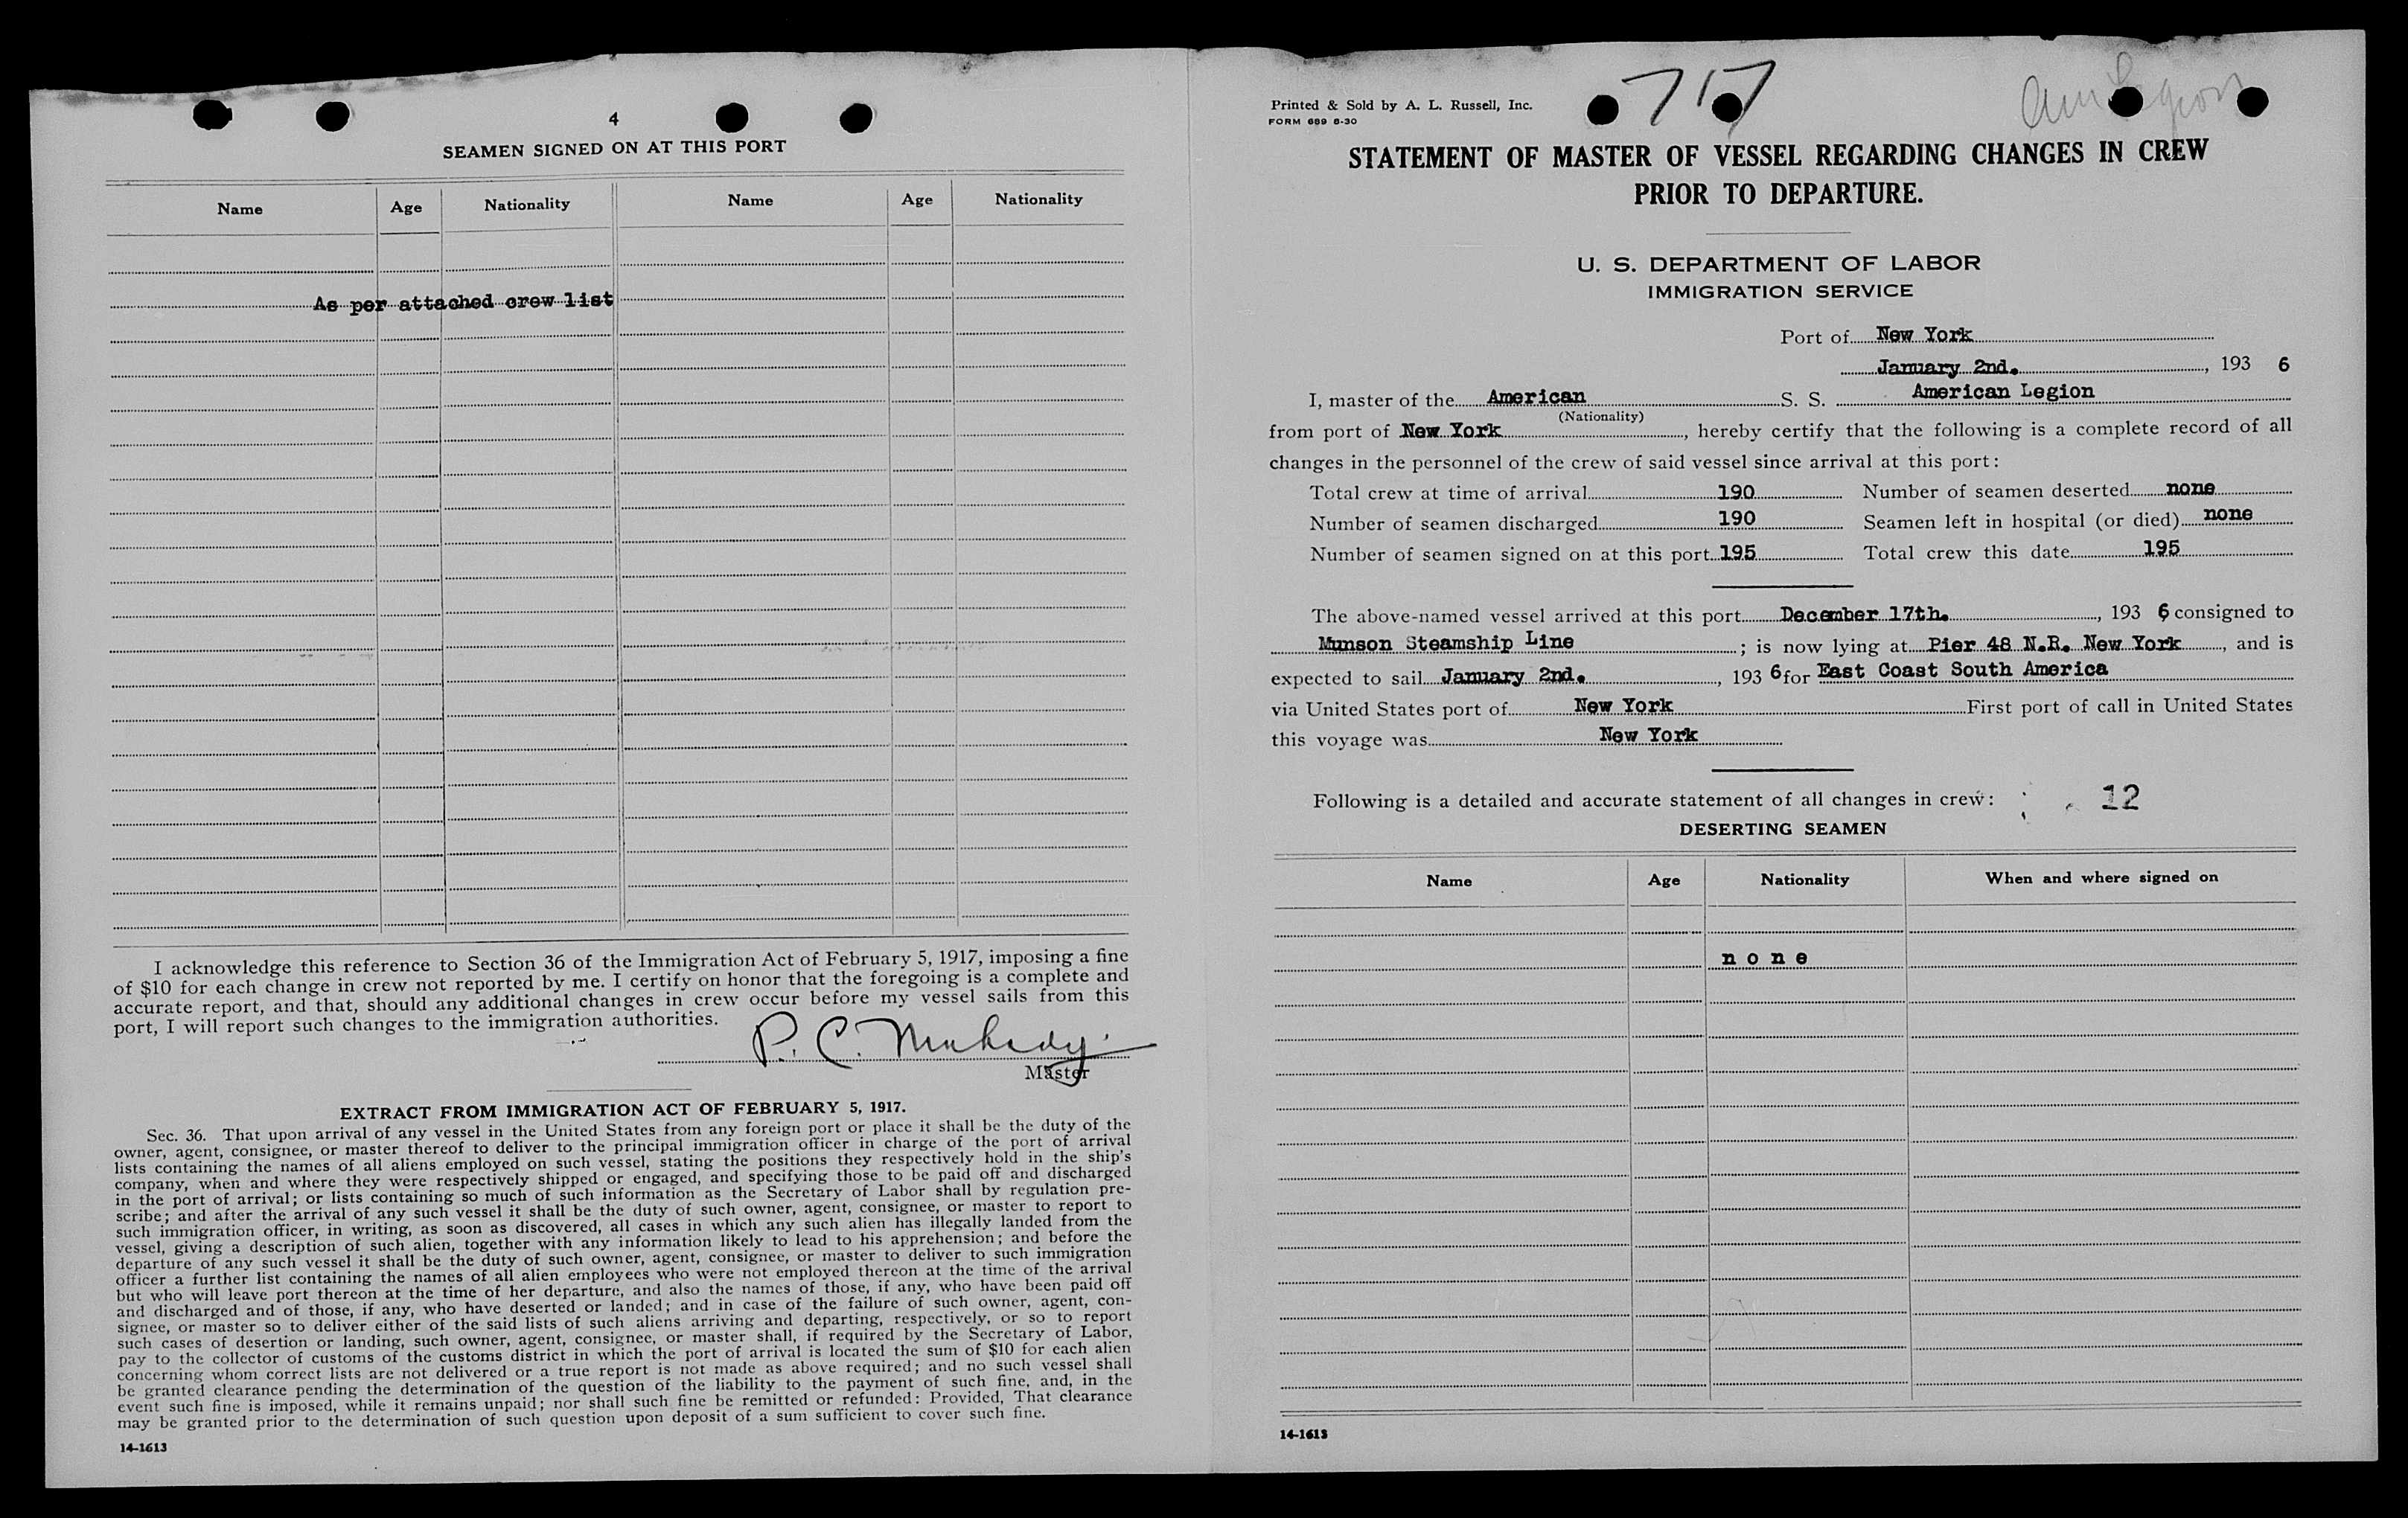 4
SEAMEN SIGNED ON AT THIS PORT
Name Age Nationality Name Age Nationality
As per attached crew list
I acknowledge this reference to Section 36 of the Immigration Act of February 5, 1917, imposing a fine
of $10 for each change in crew not reported by me. I certify on honor that the foregoing is a complete and
accurate report, and that, should any additional changes in crew occur before my vessel sails from this
port, I will report such changes to the immigration authorities.
P. C.
Master
EXTRACT FROM IMMIGRATION ACT OF FEBRUARY 5, 1917.
Sec. 36. That upon arrival of any vessel in the United States from any foreign port or place it shall be the duty of the
owner, agent, consignee, or master thereof to deliver to the principal immigration officer in charge of the port of arrival
lists containing the names of all aliens employed on such vessel, stating the positions they respectively hold in the ship's
company, when and where they were respectively shipped or engaged, and specifying those to be paid off and discharged
in the port of arrival; or lists containing so much of such information as the Secretary of Labor shall by regulation pre-
scribe; and after the arrival of any such vessel it shall be the duty of such owner, agent, consignee, or master to report to
such immigration officer, in writing, as soon as discovered, all cases in which any such alien has illegally landed from the
vessel, giving a description of such alien, together with any information likely to lead to his apprehension; and before the
departure of any such vessel it shall be the duty of such owner, agent, consignee, or master to deliver to such immigration
officer a further list containing the names of all alien employees who were not employed thereon at the time of the arrival
but who will leave port thereon at the time of her departure, and also the names of those, if any, who have been paid off
and discharged and of those, if any, who have deserted or landed; and in case of the failure of such owner, agent, con-
signee, or master so to deliver either of the said lists of such aliens arriving and departing, respectively, or so to report
such cases of desertion or landing, such owner, agent, consignee, or master shall, if required by the Secretary of Labor,
pay to the collector of customs of the customs district in which the port of arrival is located the sum of $10 for each alien
concerning whom correct lists are not delivered or a true report is not made as above required; and no such vessel shall
be granted clearance pending the determination of the question of the liability to the payment of such fine, and, in the
event such fine is imposed, while it remains unpaid; nor shall such fine be remitted or refunded: Provided, That clearance
may be granted prior to the determination of such question upon deposit of a sum sufficient to cover such fine.
14-1613
Printed & Sold by A. L. Russell, Inc.
FORM 689 8-30
717
Am Legion
STATEMENT OF MASTER OF VESSEL REGARDING CHANGES IN CREW
PRIOR TO DEPARTURE.
U. S. DEPARTMENT OF LABOR
IMMIGRATION SERVICE
Port of New York
January 2nd. , 193 6
I, master of the American S. S. American Legion
(Nationality)
from port of New York , hereby certify that the following is a complete record of all
changes in the personnel of the crew of said vessel since arrival at this port:
Total crew at time of arrival 190 Number of seamen deserted none
Number of seamen discharged 190 Seamen left in hospital (or died) none
Number of seamen signed on at this port 195 Total crew this date 195
The above-named vessel arrived at this port December 17th. , 193 6 consigned to
Munson Steamship Line ; is now lying at Pier 48 N.R. New York , and is
expected to sail January 2nd. , 193 6 for East Coast South America
via United States port of New York First port of call in United States
this voyage was New York
Following is a detailed and accurate statement of all changes in crew: 12
DESERTING SEAMEN
Name Age Nationality When and where signed on
none
14-1613